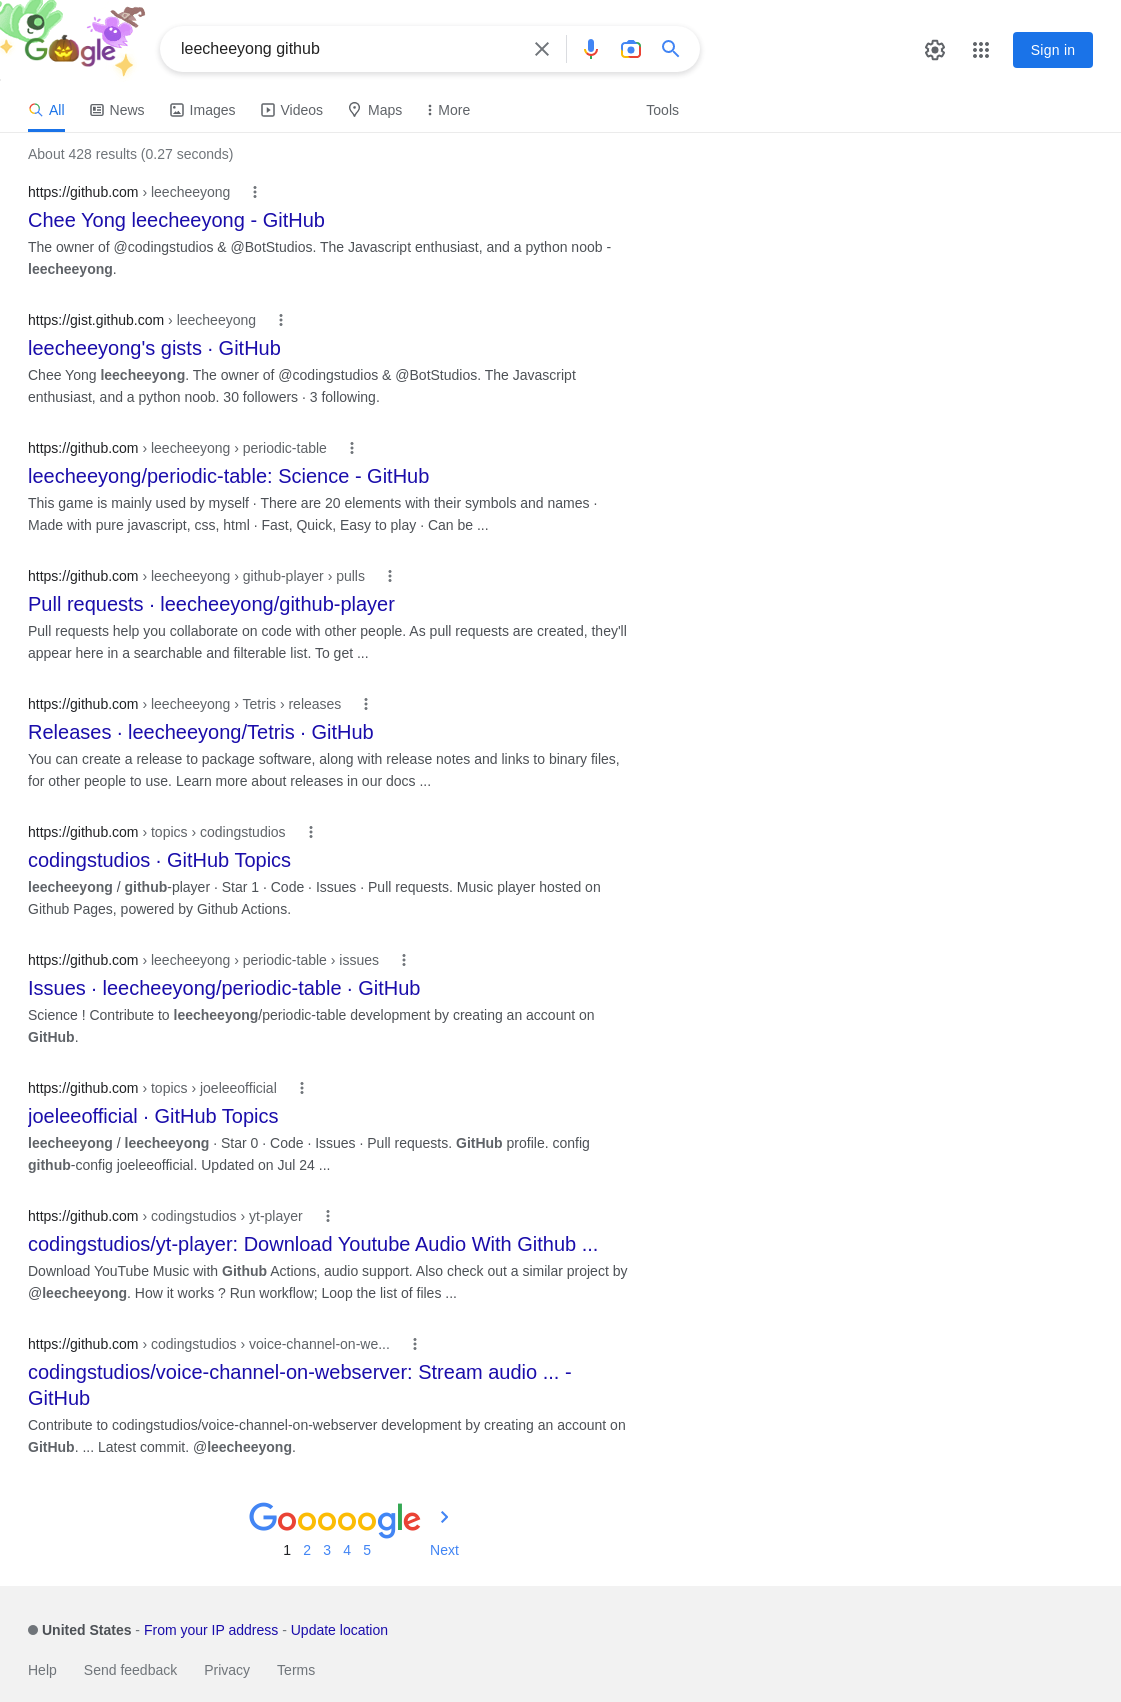 Google
leecheeyong github
Sign in
All News Images Videos Maps More Tools
About 428 results (0.27 seconds)
https://github.com › leecheeyong
Chee Yong leecheeyong - GitHub
The owner of @codingstudios & @BotStudios. The Javascript enthusiast, and a python noob -
leecheeyong.
https://gist.github.com › leecheeyong
leecheeyong's gists · GitHub
Chee Yong leecheeyong. The owner of @codingstudios & @BotStudios. The Javascript
enthusiast, and a python noob. 30 followers · 3 following.
https://github.com › leecheeyong › periodic-table
leecheeyong/periodic-table: Science - GitHub
This game is mainly used by myself · There are 20 elements with their symbols and names ·
Made with pure javascript, css, html · Fast, Quick, Easy to play · Can be ...
https://github.com › leecheeyong › github-player › pulls
Pull requests · leecheeyong/github-player
Pull requests help you collaborate on code with other people. As pull requests are created, they'll
appear here in a searchable and filterable list. To get ...
https://github.com › leecheeyong › Tetris › releases
Releases · leecheeyong/Tetris · GitHub
You can create a release to package software, along with release notes and links to binary files,
for other people to use. Learn more about releases in our docs ...
https://github.com › topics › codingstudios
codingstudios · GitHub Topics
leecheeyong / github-player · Star 1 · Code · Issues · Pull requests. Music player hosted on
Github Pages, powered by Github Actions.
https://github.com › leecheeyong › periodic-table › issues
Issues · leecheeyong/periodic-table · GitHub
Science ! Contribute to leecheeyong/periodic-table development by creating an account on
GitHub.
https://github.com › topics › joeleeofficial
joeleeofficial · GitHub Topics
leecheeyong / leecheeyong · Star 0 · Code · Issues · Pull requests. GitHub profile. config
github-config joeleeofficial. Updated on Jul 24 ...
https://github.com › codingstudios › yt-player
codingstudios/yt-player: Download Youtube Audio With Github ...
Download YouTube Music with Github Actions, audio support. Also check out a similar project by
@leecheeyong. How it works ? Run workflow; Loop the list of files ...
https://github.com › codingstudios › voice-channel-on-we...
codingstudios/voice-channel-on-webserver: Stream audio ... -
GitHub
Contribute to codingstudios/voice-channel-on-webserver development by creating an account on
GitHub. ... Latest commit. @leecheeyong.
Gooooogle
1 2 3 4 5 Next
United States - From your IP address - Update location
Help Send feedback Privacy Terms